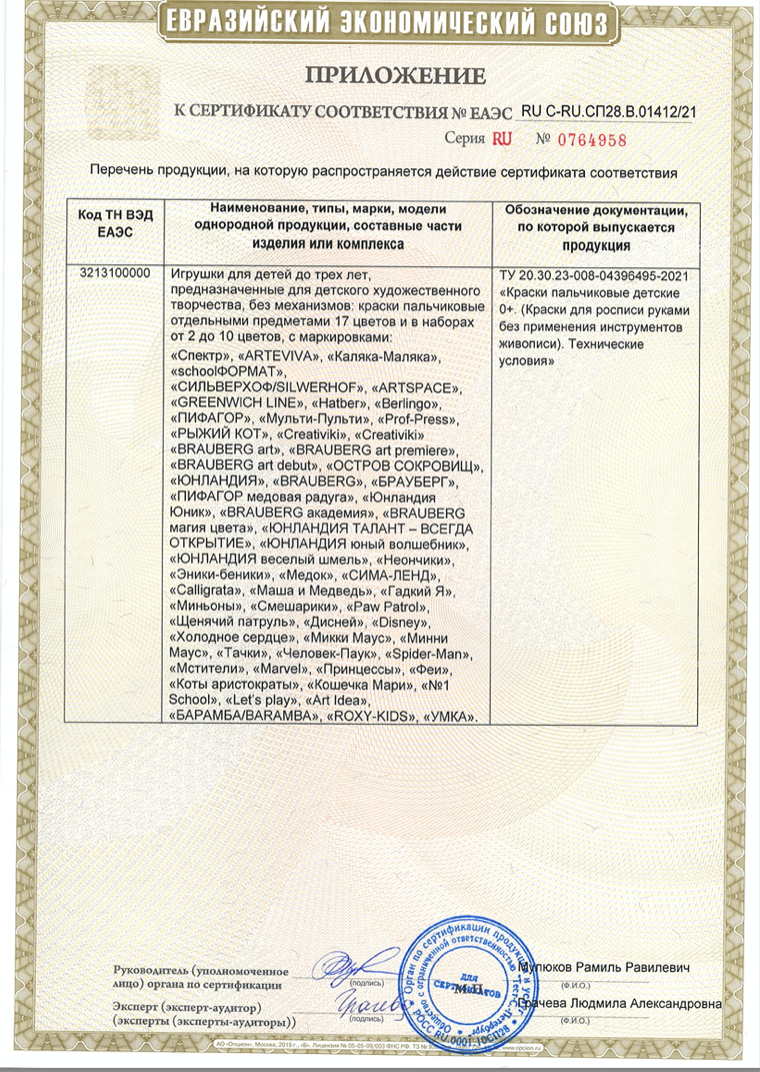 ЕВРАЗИЙСКИЙ ЭКОНОМИЧЕСКИЙ СОЮЗ
ПРИЛОЖЕНИЕ
К СЕРТИФИКАТУ СООТВЕТСТВИЯ № ЕАЭС RU C-RU.СП28.В.01412/21
Серия RU № 0764958
Перечень продукции, на которую распространяется действие сертификата соответствия
Код ТН ВЭД
ЕАЭС
Наименование, типы, марки, модели
однородной продукции, составные части
изделия или комплекса
Обозначение документации,
по которой выпускается
продукция
3213100000
Игрушки для детей до трех лет,
предназначенные для детского художественного
творчества, без механизмов: краски пальчиковые
отдельными предметами 17 цветов и в наборах
от 2 до 10 цветов, с маркировками:
«Спектр», «ARTEVIVA», «Каляка-Маляка»,
«schoolФОРМАТ»,
«СИЛЬВЕРХОФ/SILWERHOF», «ARTSPACE»,
«GREENWICH LINE», «Hatber», «Berlingo»,
«ПИФАГОР», «Мульти-Пульти», «Prof-Press»,
«РЫЖИЙ КОТ», «Creativiki», «Creativiki»
«BRAUBERG art», «BRAUBERG art premiere»,
«BRAUBERG art debut», «ОСТРОВ СОКРОВИЩ»,
«ЮНЛАНДИЯ», «BRAUBERG», «БРАУБЕРГ»,
«ПИФАГОР медовая радуга», «Юнландия
Юник», «BRAUBERG академия», «BRAUBERG
магия цвета», «ЮНЛАНДИЯ ТАЛАНТ – ВСЕГДА
ОТКРЫТИЕ», «ЮНЛАНДИЯ юный волшебник»,
«ЮНЛАНДИЯ веселый шмель», «Неончики»,
«Эники-беники», «Медок», «СИМА-ЛЕНД»,
«Calligrata», «Маша и Медведь», «Гадкий Я»,
«Миньоны», «Смешарики», «Paw Patrol»,
«Щенячий патруль», «Дисней», «Disney»,
«Холодное сердце», «Микки Маус», «Минни
Маус», «Тачки», «Человек-Паук», «Spider-Man»,
«Мстители», «Marvel», «Принцессы», «Феи»,
«Коты аристократы», «Кошечка Мари», «№1
School», «Let's play», «Art Idea»,
«БАРАМБА/BARAMBA», «ROXY-KIDS», «УМКА».
ТУ 20.30.23-008-04396495-2021
«Краски пальчиковые детские
0+. (Краски для росписи руками
без применения инструментов
живописи). Технические
условия»
Руководитель (уполномоченное
лицо) органа по сертификации
(подпись)
Мулюков Рамиль Равилевич
(Ф.И.О.)
Эксперт (эксперт-аудитор)
(эксперты (эксперты-аудиторы))
(подпись)
Грачева Людмила Александровна
(Ф.И.О.)
Орган по сертификации продукции
с ограниченной ответственностью
Общество
для
сертификатов
М.П.
РОСС RU.0001.10СП28
АО «Опцион», Москва, 2019 г., «Б». Лицензия № 05-05-09/003 ФНС РФ. ТЗ №
www.opcion.ru